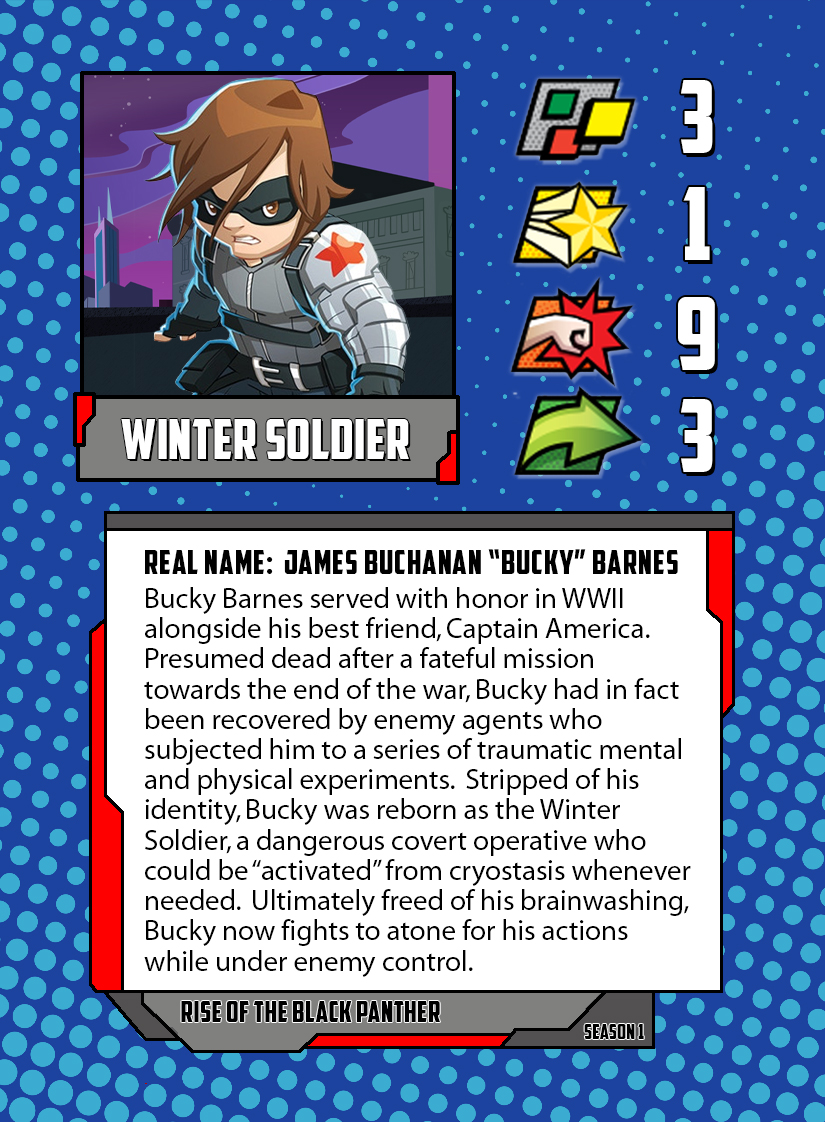 3
1
9
3
WINTER SOLDIER
REAL NAME: JAMES BUCHANAN “BUCKY” BARNES
Bucky Barnes served with honor in WWII
alongside his best friend, Captain America.
Presumed dead after a fateful mission
towards the end of the war, Bucky had in fact
been recovered by enemy agents who
subjected him to a series of traumatic mental
and physical experiments. Stripped of his
identity, Bucky was reborn as the Winter
Soldier, a dangerous covert operative who
could be “activated” from cryostasis whenever
needed. Ultimately freed of his brainwashing,
Bucky now fights to atone for his actions
while under enemy control.
RISE OF THE BLACK PANTHER
SEASON 1